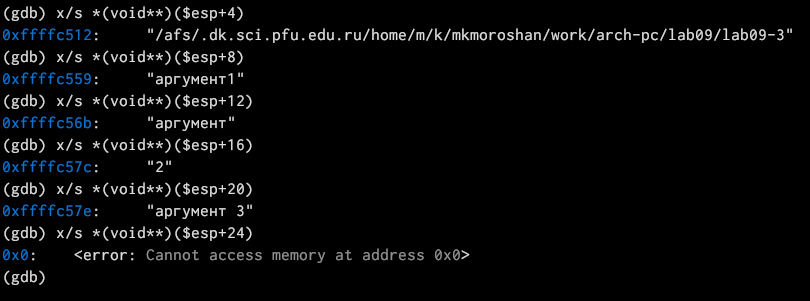 (gdb) x/s *(void**)($esp+4)
0xffffc512: "/afs/.dk.sci.pfu.edu.ru/home/m/k/mkmoroshan/work/arch-pc/lab09/lab09-3"
(gdb) x/s *(void**)($esp+8)
0xffffc559: "аргумент1"
(gdb) x/s *(void**)($esp+12)
0xffffc56b: "аргумент"
(gdb) x/s *(void**)($esp+16)
0xffffc57c: "2"
(gdb) x/s *(void**)($esp+20)
0xffffc57e: "аргумент 3"
(gdb) x/s *(void**)($esp+24)
0x0: <error: Cannot access memory at address 0x0>
(gdb)